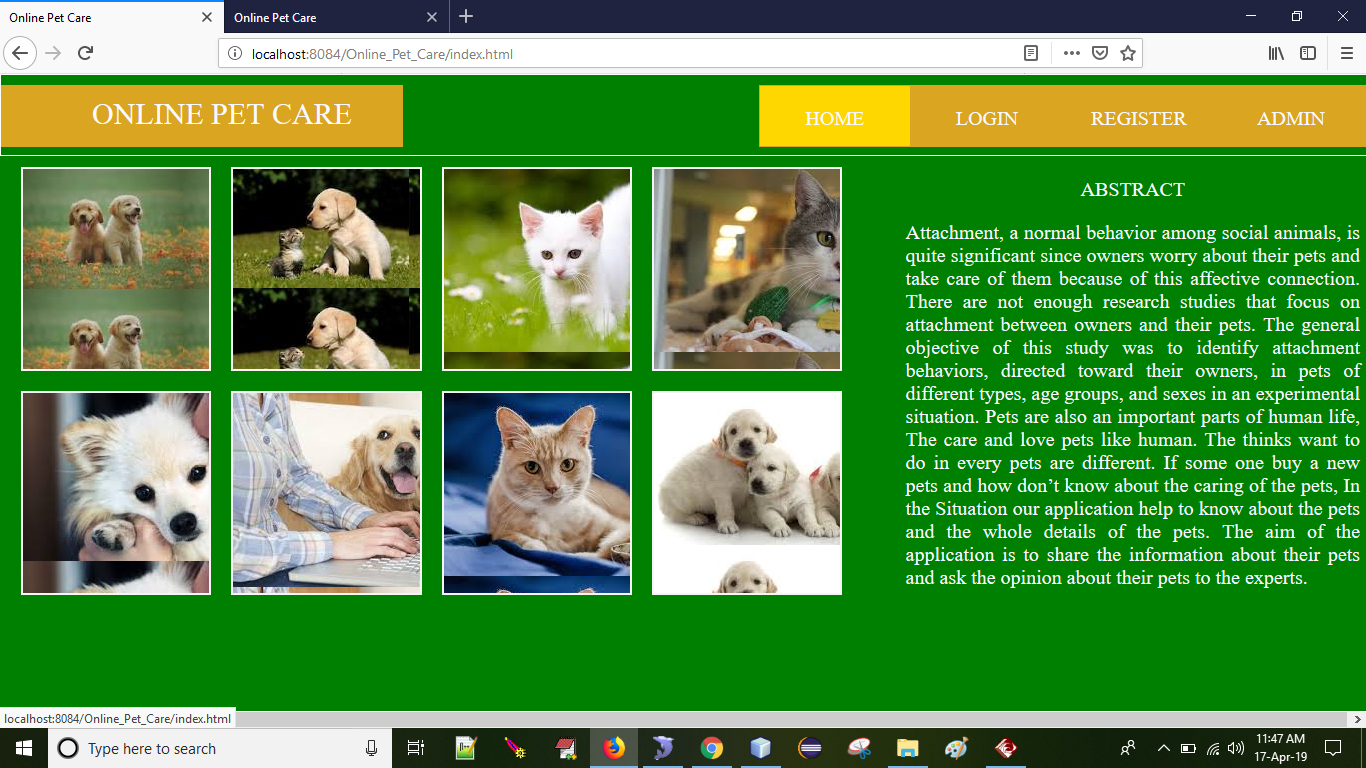 Online Pet Care
Online Pet Care
localhost:8084/Online_Pet_Care/index.html
ONLINE PET CARE
HOME
LOGIN
REGISTER
ADMIN
ABSTRACT
Attachment, a normal behavior among social animals, is
quite significant since owners worry about their pets and
take care of them because of this affective connection.
There are not enough research studies that focus on
attachment between owners and their pets. The general
objective of this study was to identify attachment
behaviors, directed toward their owners, in pets of
different types, age groups, and sexes in an experimental
situation. Pets are also an important parts of human life,
The care and love pets like human. The thinks want to
do in every pets are different. If some one buy a new
pets and how don’t know about the caring of the pets, In
the Situation our application help to know about the pets
and the whole details of the pets. The aim of the
application is to share the information about their pets
and ask the opinion about their pets to the experts.
localhost:8084/Online_Pet_Care/index.html
Type here to search
11:47 AM
17-Apr-19